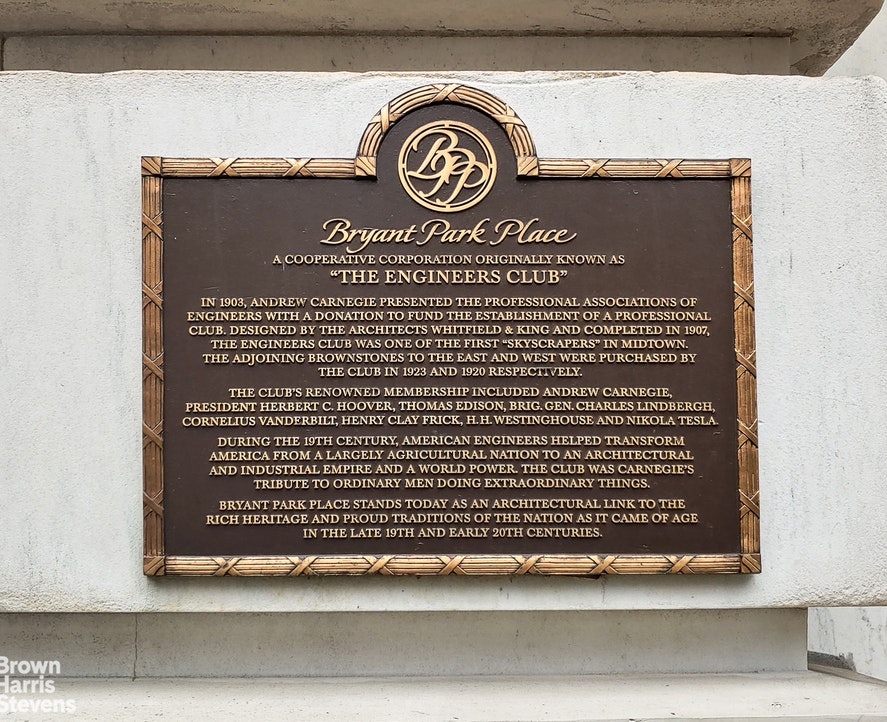 BPP
Bryant Park Place
A COOPERATIVE CORPORATION ORIGINALLY KNOWN AS
"THE ENGINEERS CLUB"
IN 1903, ANDREW CARNEGIE PRESENTED THE PROFESSIONAL ASSOCIATIONS OF
ENGINEERS WITH A DONATION TO FUND THE ESTABLISHMENT OF A PROFESSIONAL
CLUB. DESIGNED BY THE ARCHITECTS WHITFIELD & KING AND COMPLETED IN 1907,
THE ENGINEERS CLUB WAS ONE OF THE FIRST "SKYSCRAPERS" IN MIDTOWN.
THE ADJOINING BROWNSTONES TO THE EAST AND WEST WERE PURCHASED BY
THE CLUB IN 1923 AND 1920 RESPECTIVELY.
THE CLUB'S RENOWNED MEMBERSHIP INCLUDED ANDREW CARNEGIE,
PRESIDENT HERBERT C. HOOVER, THOMAS EDISON, BRIG. GEN. CHARLES LINDBERGH,
CORNELIUS VANDERBILT, HENRY CLAY FRICK, H.H. WESTINGHOUSE AND NIKOLA TESLA.
DURING THE 19TH CENTURY, AMERICAN ENGINEERS HELPED TRANSFORM
AMERICA FROM A LARGELY AGRICULTURAL NATION TO AN ARCHITECTURAL
AND INDUSTRIAL EMPIRE AND A WORLD POWER. THE CLUB WAS CARNEGIE'S
TRIBUTE TO ORDINARY MEN DOING EXTRAORDINARY THINGS.
BRYANT PARK PLACE STANDS TODAY AS AN ARCHITECTURAL LINK TO THE
RICH HERITAGE AND PROUD TRADITIONS OF THE NATION AS IT CAME OF AGE
IN THE LATE 19TH AND EARLY 20TH CENTURIES.
Brown
Harris
Stevens